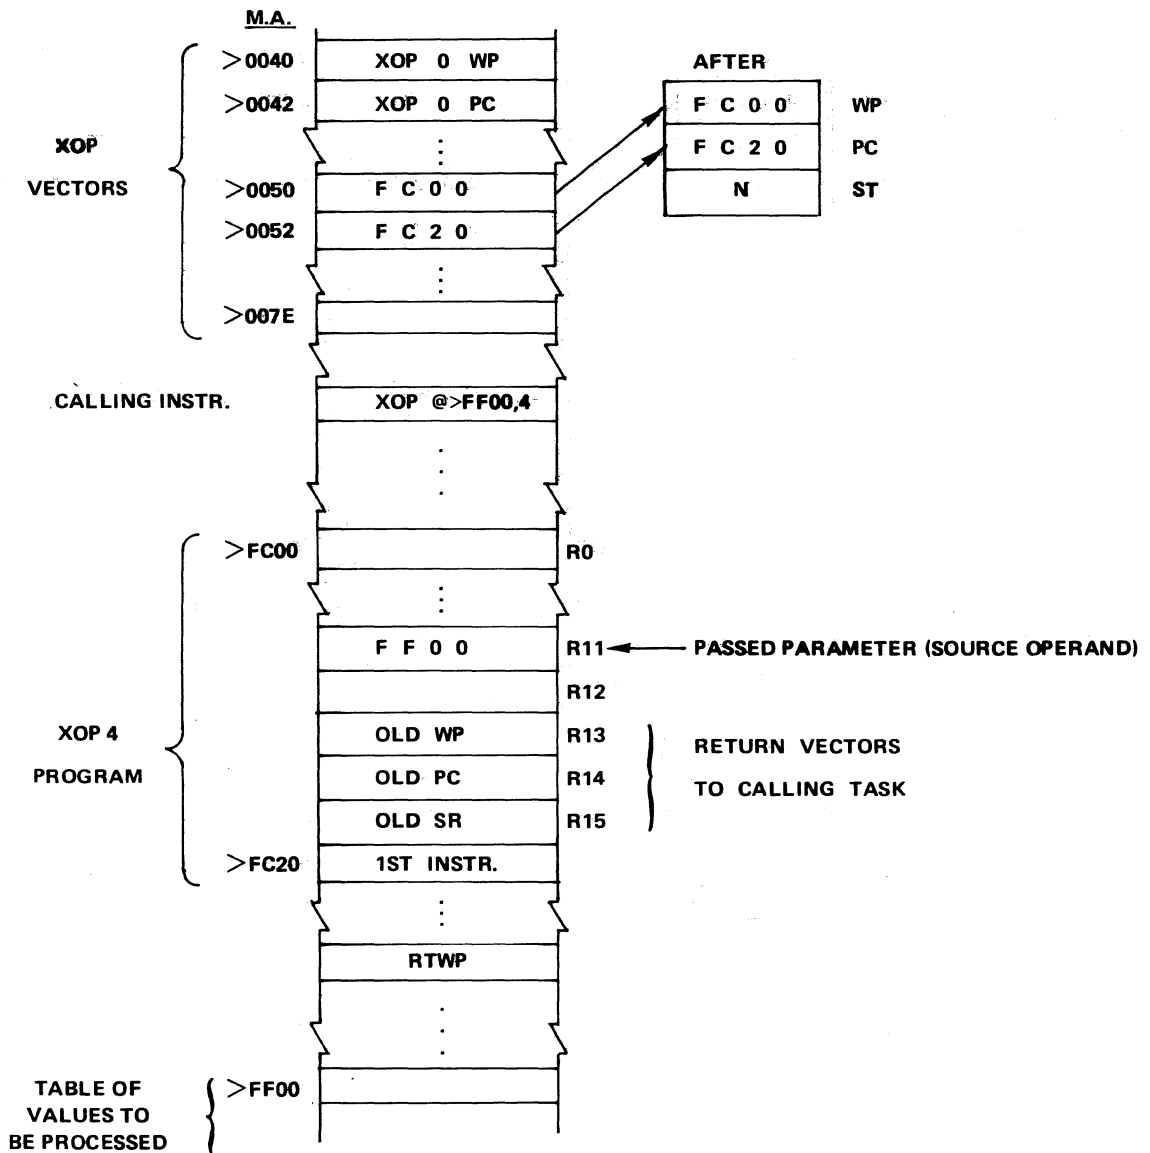 M.A.
>0040 XOP 0 WP AFTER
F C 0 0 WP
>0042 XOP 0 PC
XOP
VECTORS
F C 2 0 PC
>0050 F C 0 0 N ST
>0052 F C 2 0
>007E
CALLING INSTR. XOP @>FF00,4
>FC00 R0
F F 0 0 R11 PASSED PARAMETER (SOURCE OPERAND)
R12
XOP 4
PROGRAM
OLD WP R13
OLD PC R14
OLD SR R15
RETURN VECTORS
TO CALLING TASK
>FC20 1ST INSTR.
RTWP
TABLE OF
VALUES TO
BE PROCESSED
>FF00